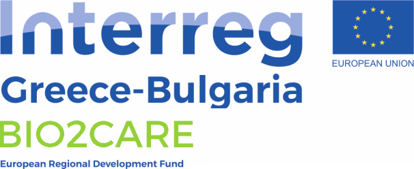 Interreg
EUROPEAN UNION
Greece-Bulgaria
BIO2CARE
European Regional Development Fund